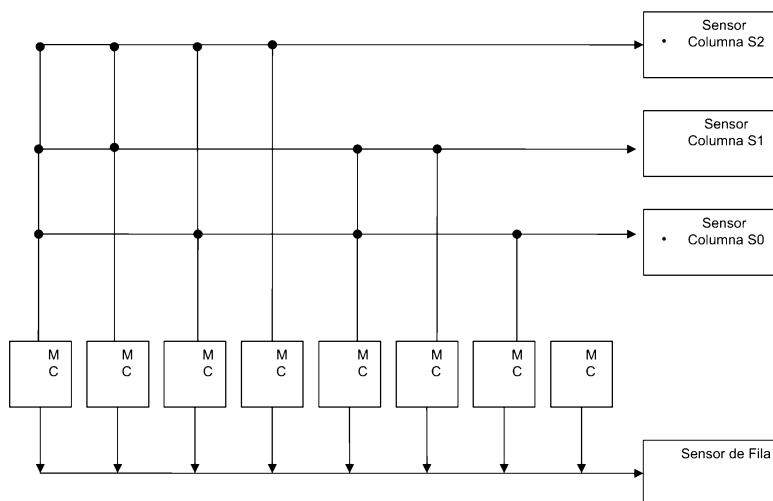 Sensor
• Columna S2
Sensor
Columna S1
Sensor
• Columna S0
M
C
M
C
M
C
M
C
M
C
M
C
M
C
M
C
Sensor de Fila